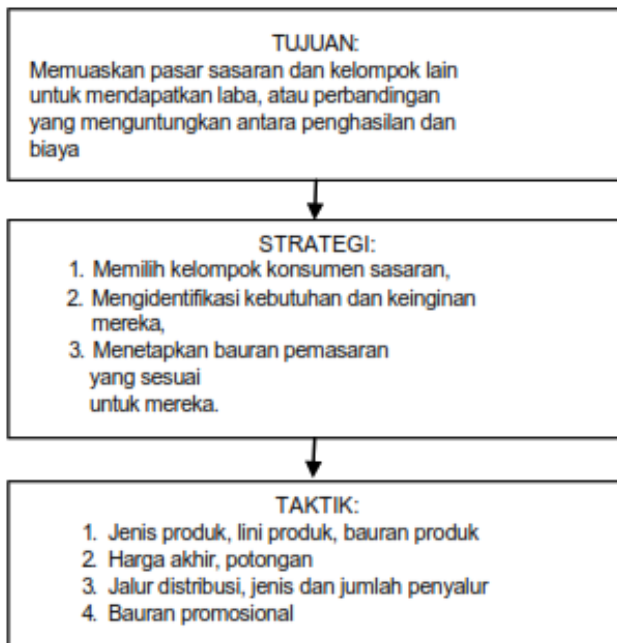 TUJUAN:
Memuaskan pasar sasaran dan kelompok lain
untuk mendapatkan laba, atau perbandingan
yang menguntungkan antara penghasilan dan
biaya
STRATEGI:
1. Memilih kelompok konsumen sasaran,
2. Mengidentifikasi kebutuhan dan keinginan
mereka,
3. Menetapkan bauran pemasaran
yang sesuai
untuk mereka.
TAKTIK:
1. Jenis produk, lini produk, bauran produk
2. Harga akhir, potongan
3. Jalur distribusi, jenis dan jumlah penyalur
4. Bauran promosional